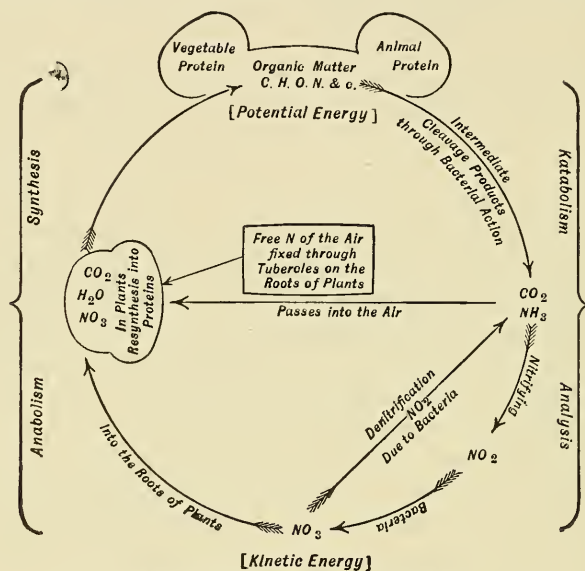 Vegetable
Protein
Animal
Protein
Organic Matter
C. H. O. N. & c.
[Potential Energy]
Intermediate
Cleavage Products
through Bacterial Action
Synthesis
Katabolism
Free N of the Air
fixed through
Tuberoles on the
Roots of Plants
CO2
H2O
NO3
In Plants
Resynthesis into
Proteins
Passes into the Air
CO2
NH3
Nitrifying
Anabolism
Analysis
Denitrification
NO2
Due to Bacteria
NO2
Into the Roots of Plants
Bacteria
NO3
[Kinetic Energy]